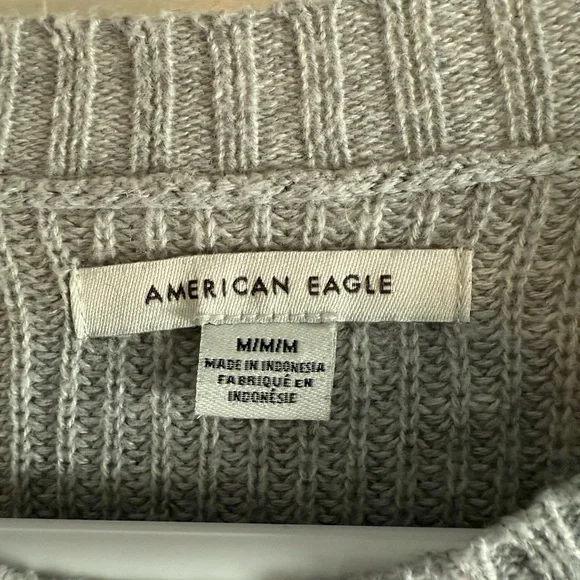 AMERICAN EAGLE
M/M/M
MADE IN INDONESIA
FABRIQUÉ EN
INDONÉSIE